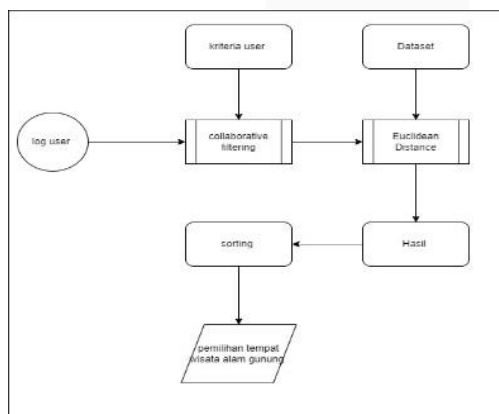 kriteria user
Dataset
log user
collaborative
filtering
Euclidean
Distance
sorting
Hasil
pemilihan tempat
wisata alam gunung